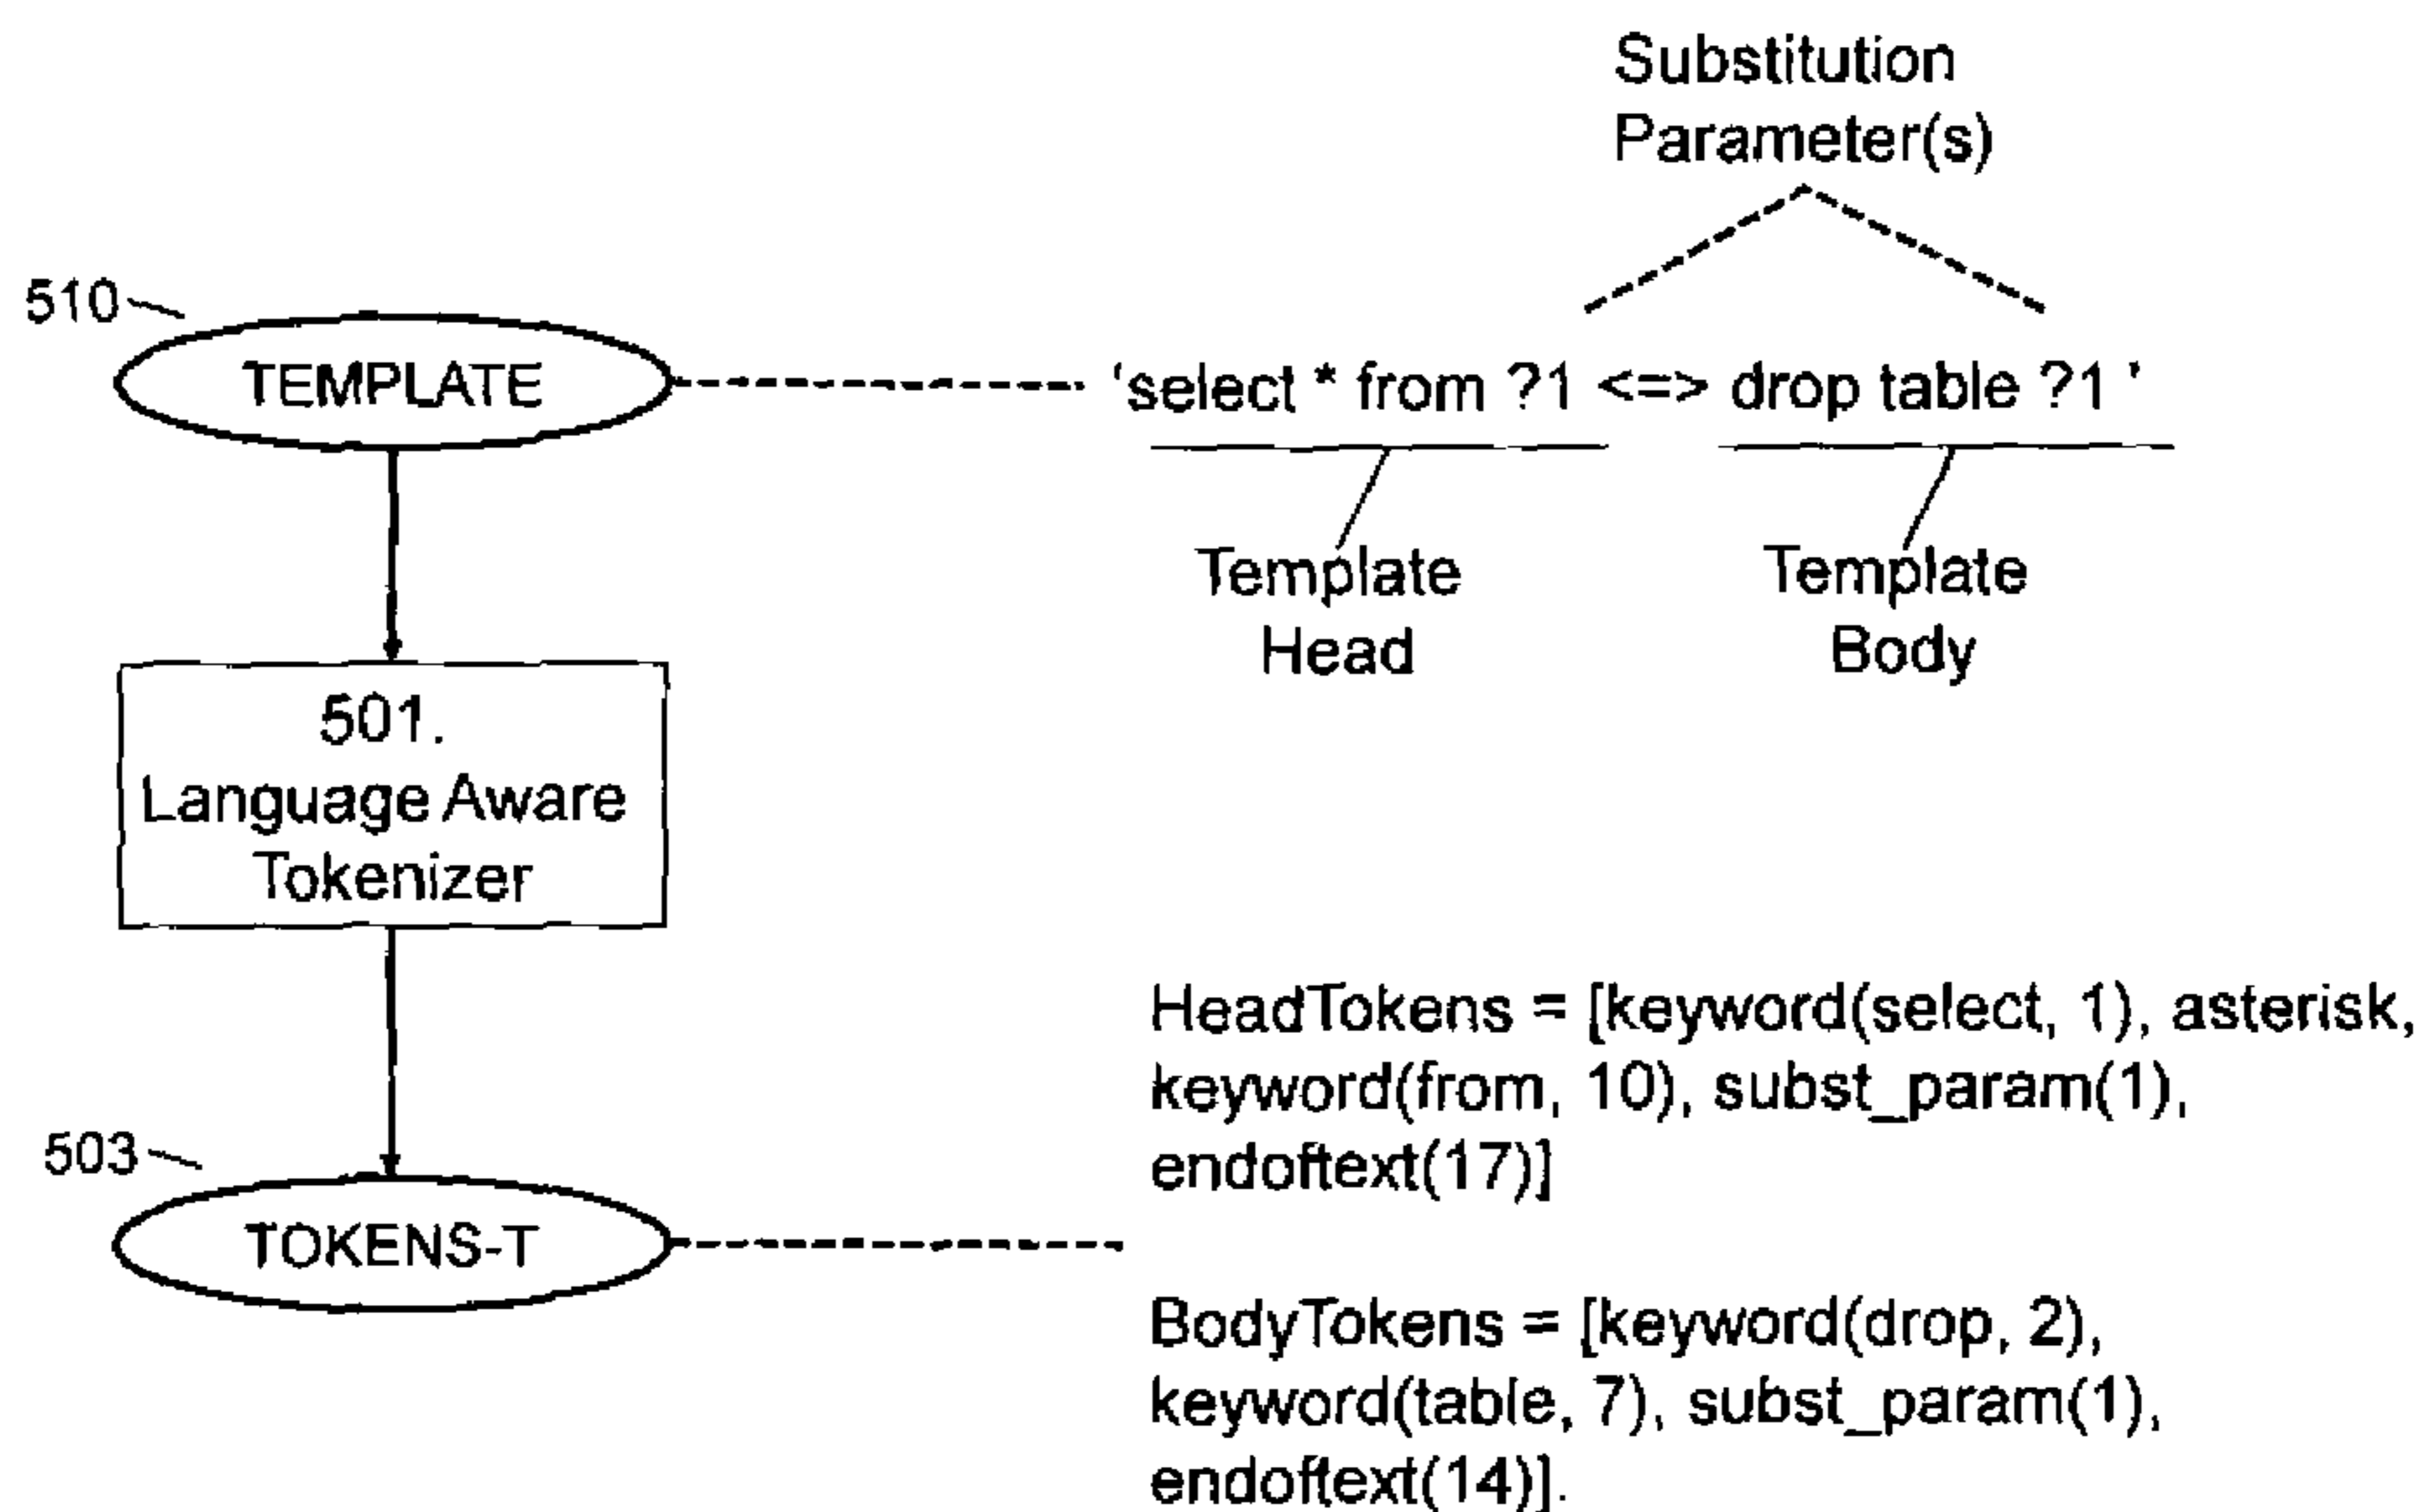 Substitution
Parameter(s)
510
TEMPLATE
‘select * from ?1 <=> drop table ?1 ’
Template
Head
Template
Body
501.
Language Aware
Tokenizer
HeadTokens = [keyword(select, 1), asterisk,
keyword(from, 10), subst_param(1),
endoftext(17)]
503
TOKENS-T
BodyTokens = [keyword(drop, 2),
keyword(table, 7), subst_param(1),
endoftext(14)].